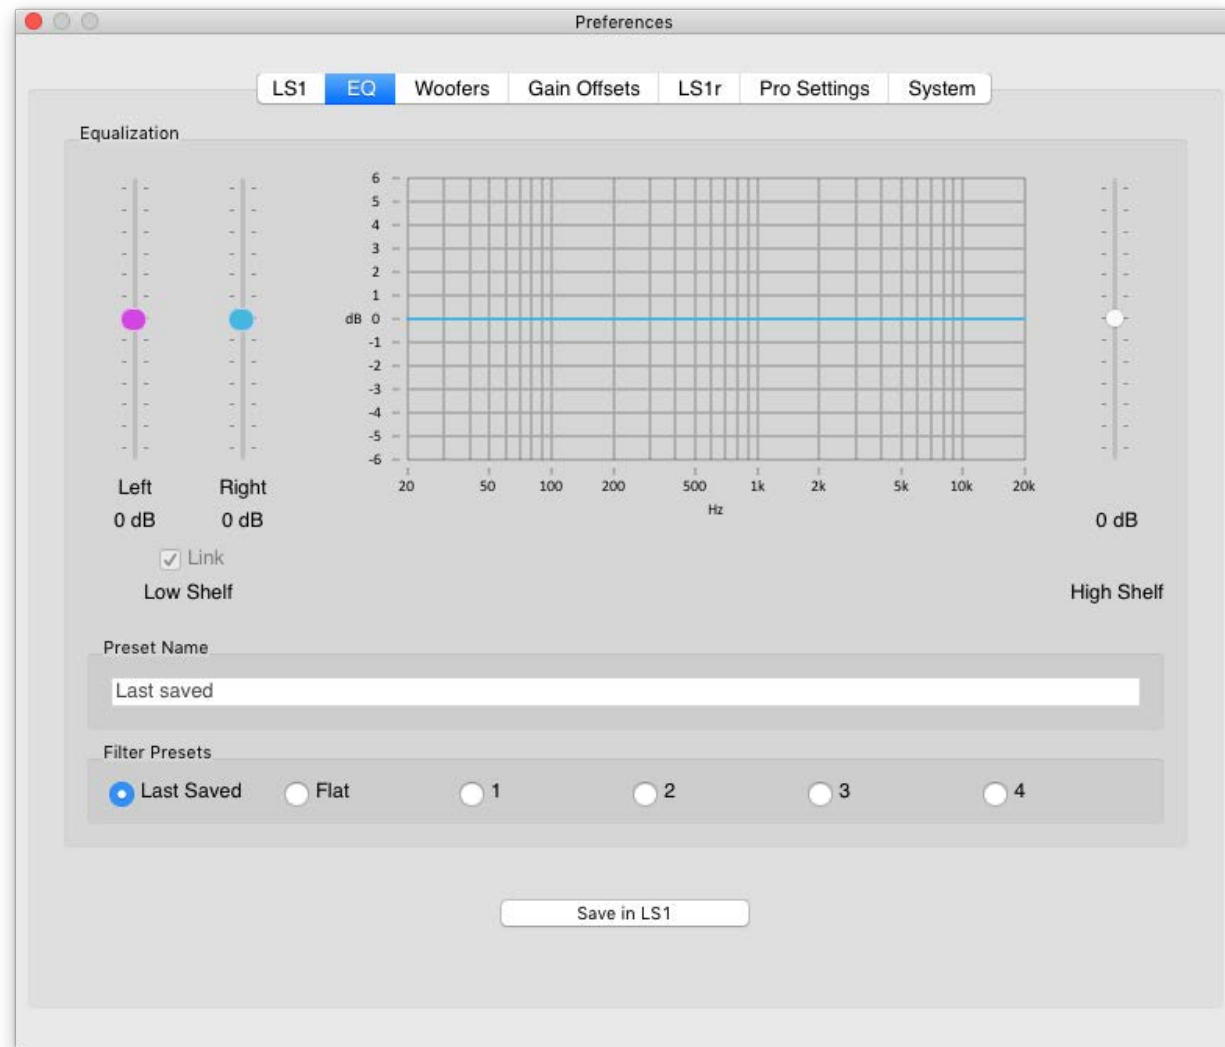 Preferences
LS1 EQ Woofers Gain Offsets LS1r Pro Settings System
Equalization
6
5
4
3
2
1
dB 0
-1
-2
-3
-4
-5
-6
20 50 100 200 500 1k 2k 5k 10k 20k
Hz
Left Right
0 dB 0 dB 0 dB
Link
Low Shelf High Shelf
Preset Name
Last saved
Filter Presets
Last Saved Flat 1 2 3 4
Save in LS1